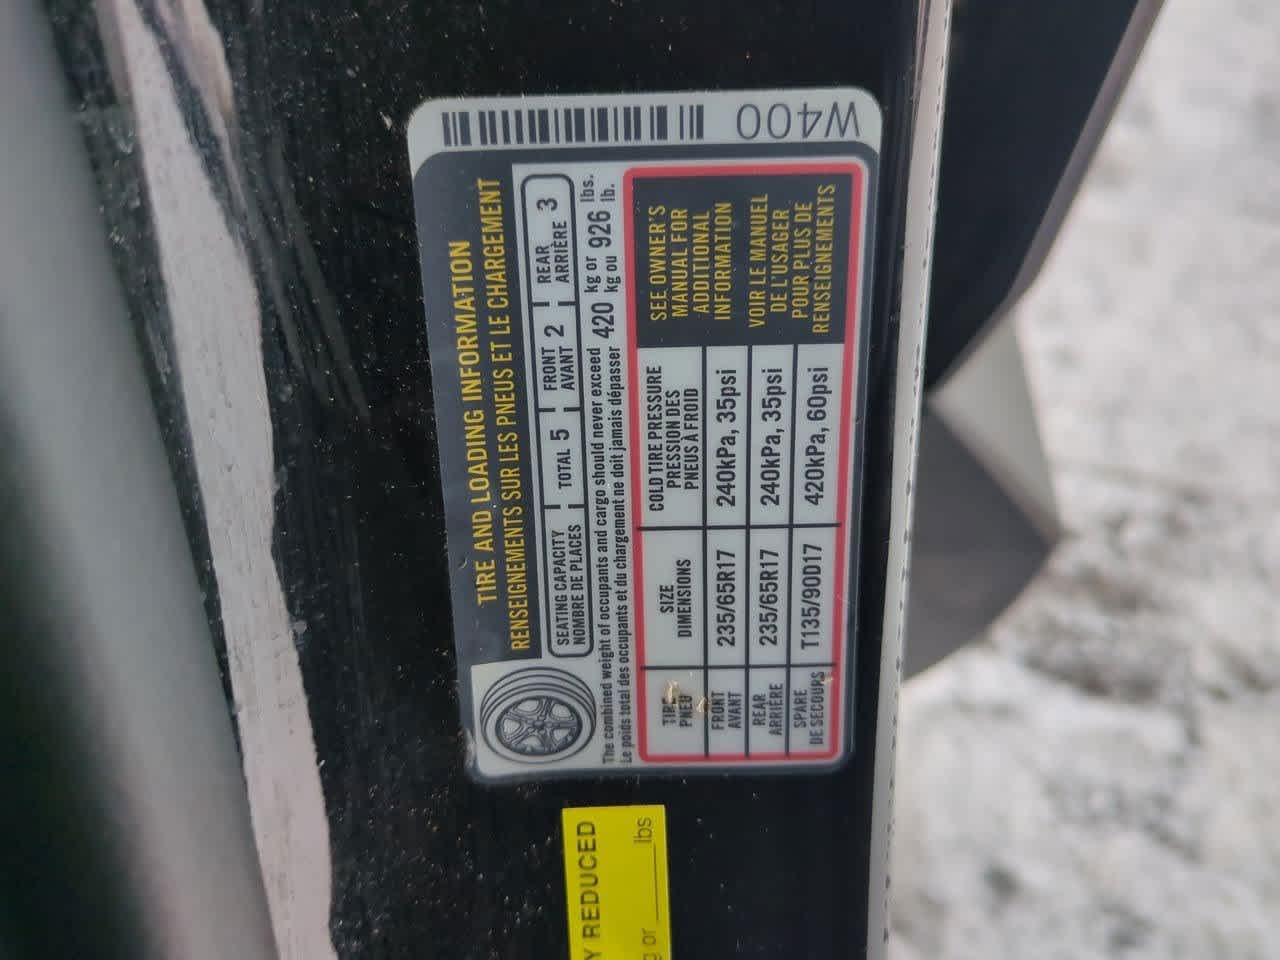 W400
TIRE AND LOADING INFORMATION
RENSEIGNEMENTS SUR LES PNEUS ET LE CHARGEMENT
SEATING CAPACITY
NOMBRE DE PLACES
TOTAL 5
FRONT
AVANT 2
REAR
ARRIÈRE 3
The combined weight of occupants and cargo should never exceed 420 kg or 926 lbs.
Le poids total des occupants et du chargement ne doit jamais dépasser kg ou lb.
TIRE
PNEU
SIZE
DIMENSIONS
COLD TIRE PRESSURE
PRESSION DES
PNEUS À FROID
SEE OWNER'S
MANUAL FOR
ADDITIONAL
INFORMATION
VOIR LE MANUEL
DE L'USAGER
POUR PLUS DE
RENSEIGNEMENTS
FRONT
AVANT
235/65R17
240kPa, 35psi
REAR
ARRIÈRE
235/65R17
240kPa, 35psi
SPARE
DE SECOURS
T135/90D17
420kPa, 60psi
Y REDUCED
g or ____ lbs